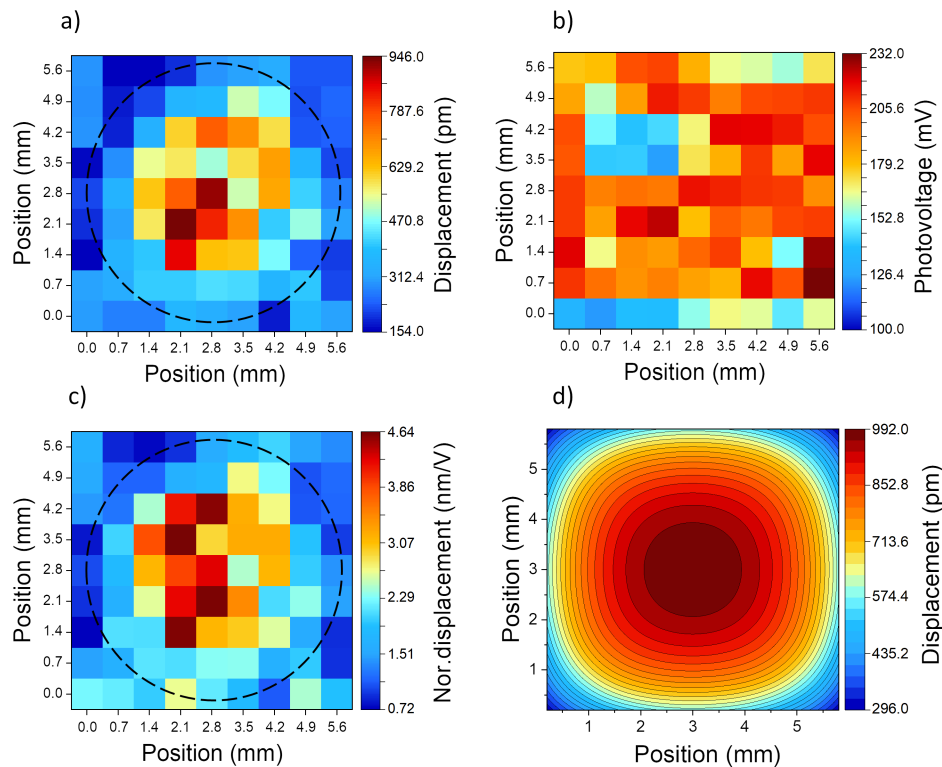 a)
5.6
4.9
4.2
3.5
2.8
2.1
1.4
0.7
0.0
Position (mm)
0.0 0.7 1.4 2.1 2.8 3.5 4.2 4.9 5.6
Position (mm)
946.0
787.6
629.2
470.8
312.4
154.0
Displacement (pm)
b)
5.6
4.9
4.2
3.5
2.8
2.1
1.4
0.7
0.0
Position (mm)
0.0 0.7 1.4 2.1 2.8 3.5 4.2 4.9 5.6
Position (mm)
232.0
205.6
179.2
152.8
126.4
100.0
Photovoltage (mV)
c)
5.6
4.9
4.2
3.5
2.8
2.1
1.4
0.7
0.0
Position (mm)
0.0 0.7 1.4 2.1 2.8 3.5 4.2 4.9 5.6
Position (mm)
4.64
3.86
3.07
2.29
1.51
0.72
Nor.displacement (nm/V)
d)
5
4
3
2
1
Position (mm)
1 2 3 4 5
Position (mm)
992.0
852.8
713.6
574.4
435.2
296.0
Displacement (pm)